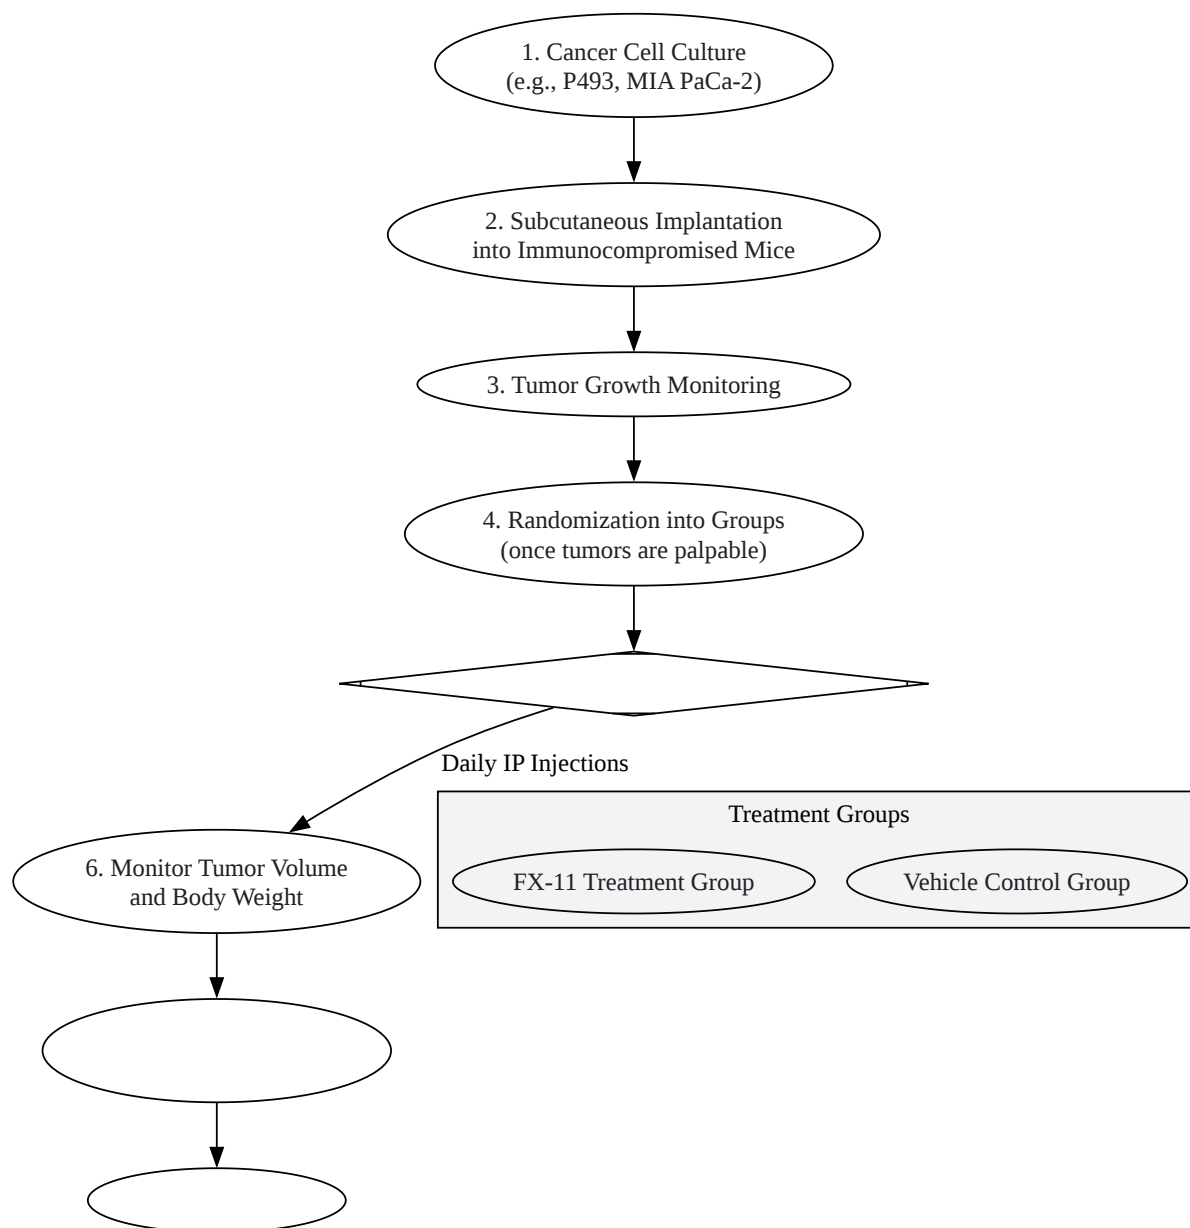 1. Cancer Cell Culture
(e.g., P493, MIA PaCa-2)
2. Subcutaneous Implantation
into Immunocompromised Mice
3. Tumor Growth Monitoring
4. Randomization into Groups
(once tumors are palpable)
Daily IP Injections
Treatment Groups
6. Monitor Tumor Volume
and Body Weight
FX-11 Treatment Group
Vehicle Control Group